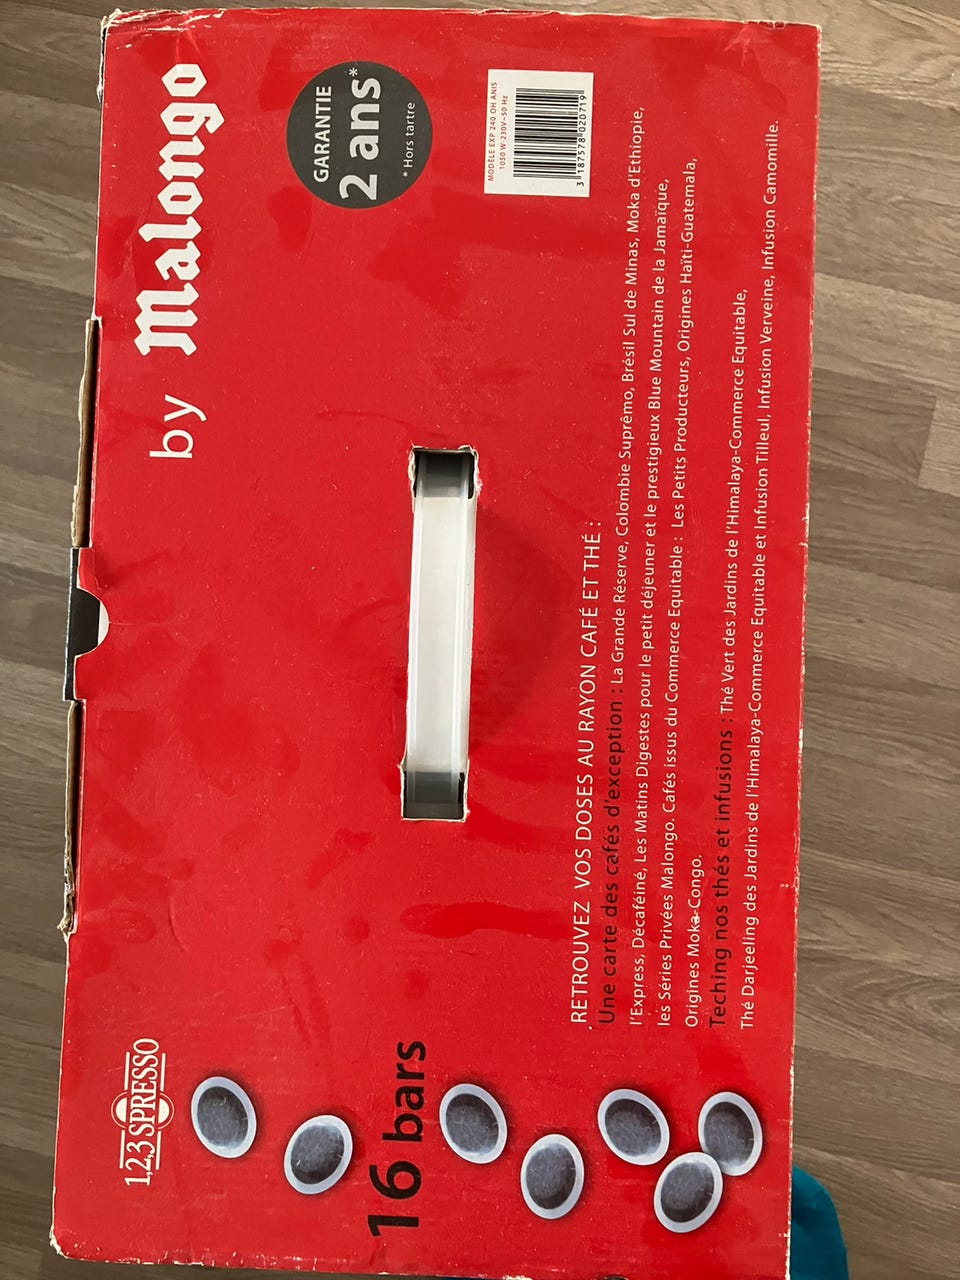 1,2,3 SPRESSO
by Malongo
16 bars
GARANTIE
2 ans*
* Hors tartre
MODÈLE EXP 240 OH ANIS
1050 W-230V~50 Hz
3 187578 020719
. RETROUVEZ VOS DOSES AU RAYON CAFÉ ET THÉ :
Une carte des cafés d'exception : La Grande Réserve, Colombie Suprêmo, Brésil Sul de Minas, Moka d'Ethiopie,
l'Express, Décaféiné, Les Matins Digestes pour le petit déjeuner et le prestigieux Blue Mountain de la Jamaïque,
les Séries Privées Malongo. Cafés issus du Commerce Equitable : Les Petits Producteurs, Origines Haïti-Guatemala,
Origines Moka-Congo.
Teching nos thés et infusions : Thé Vert des Jardins de l'Himalaya-Commerce Equitable,
Thé Darjeeling des Jardins de l'Himalaya-Commerce Equitable et Infusion Tilleul, Infusion Verveine, Infusion Camomille.